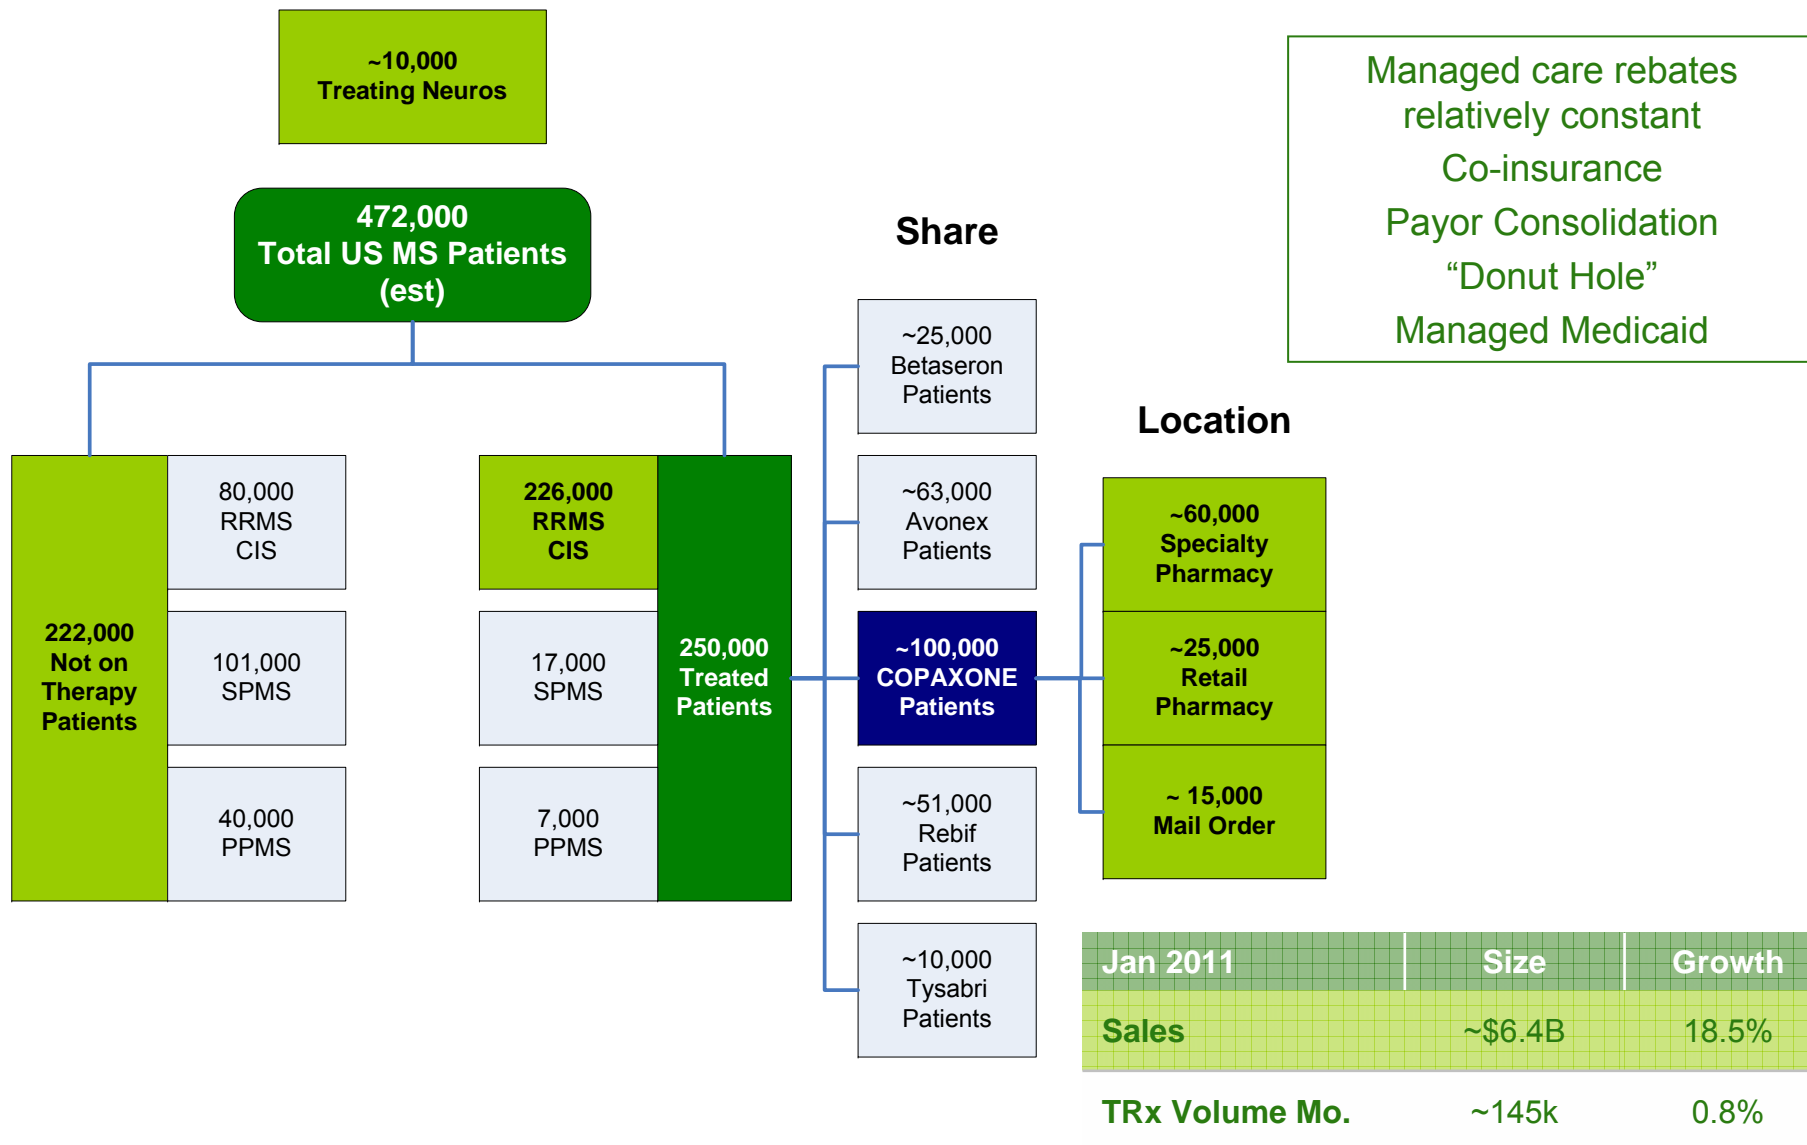 ~10,000
Treating Neuros
Managed care rebates
relatively constant
Co-insurance
Payor Consolidation
“Donut Hole”
Managed Medicaid
472,000
Total US MS Patients
(est)
Share
~25,000
Betaseron
Patients
Location
222,000
Not on
Therapy
Patients
80,000
RRMS
CIS
101,000
SPMS
40,000
PPMS
226,000
RRMS
CIS
17,000
SPMS
7,000
PPMS
250,000
Treated
Patients
~63,000
Avonex
Patients
~100,000
COPAXONE
Patients
~51,000
Rebif
Patients
~10,000
Tysabri
Patients
~60,000
Specialty
Pharmacy
~25,000
Retail
Pharmacy
~ 15,000
Mail Order
Jan 2011 Size Growth
Sales ~$6.4B 18.5%
TRx Volume Mo. ~145k 0.8%